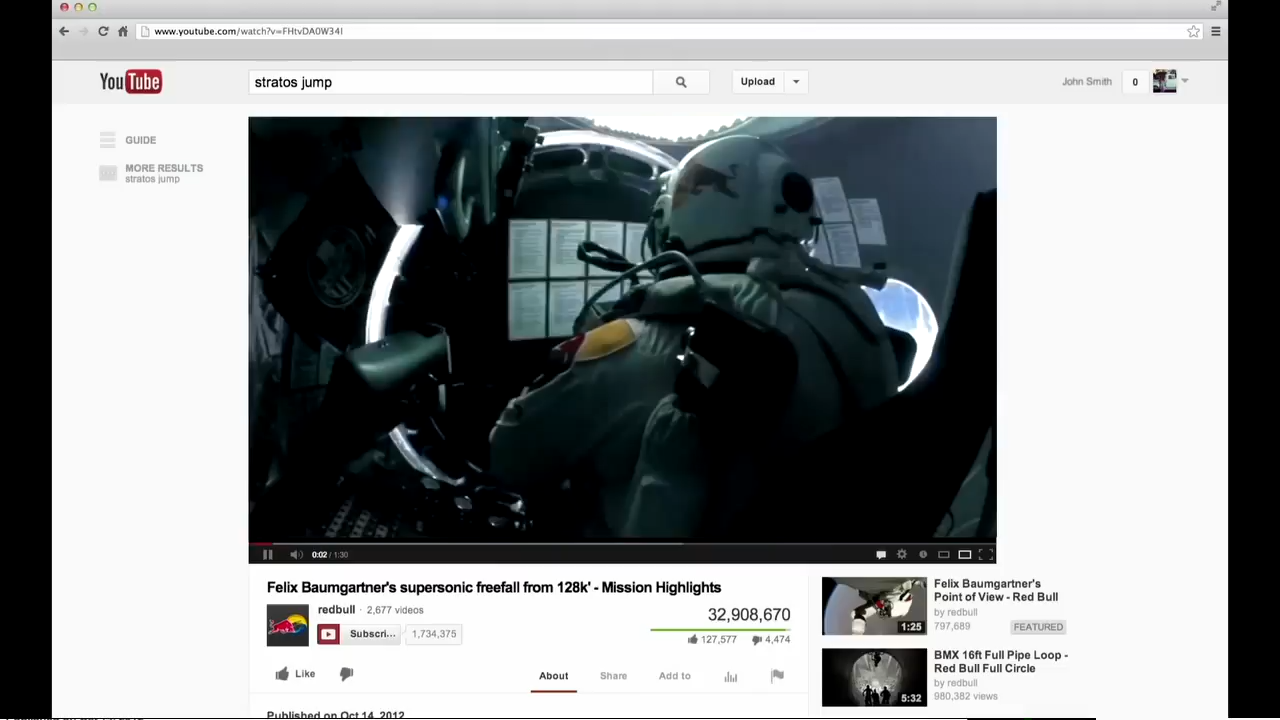 www.youtube.com/watch?v=FHtvDA0W34I
YouTube
stratos jump
Upload
John Smith
0
GUIDE
MORE RESULTS
stratos jump
0:02 / 1:30
Felix Baumgartner's supersonic freefall from 128k' - Mission Highlights
redbull · 2,677 videos
Subscri...
1,734,375
32,908,670
127,577
4,474
Like
About
Share
Add to
Published on Oct 14, 2012
1:25
Felix Baumgartner's
Point of View - Red Bull
by redbull
797,689
FEATURED
5:32
BMX 16ft Full Pipe Loop -
Red Bull Full Circle
by redbull
980,382 views